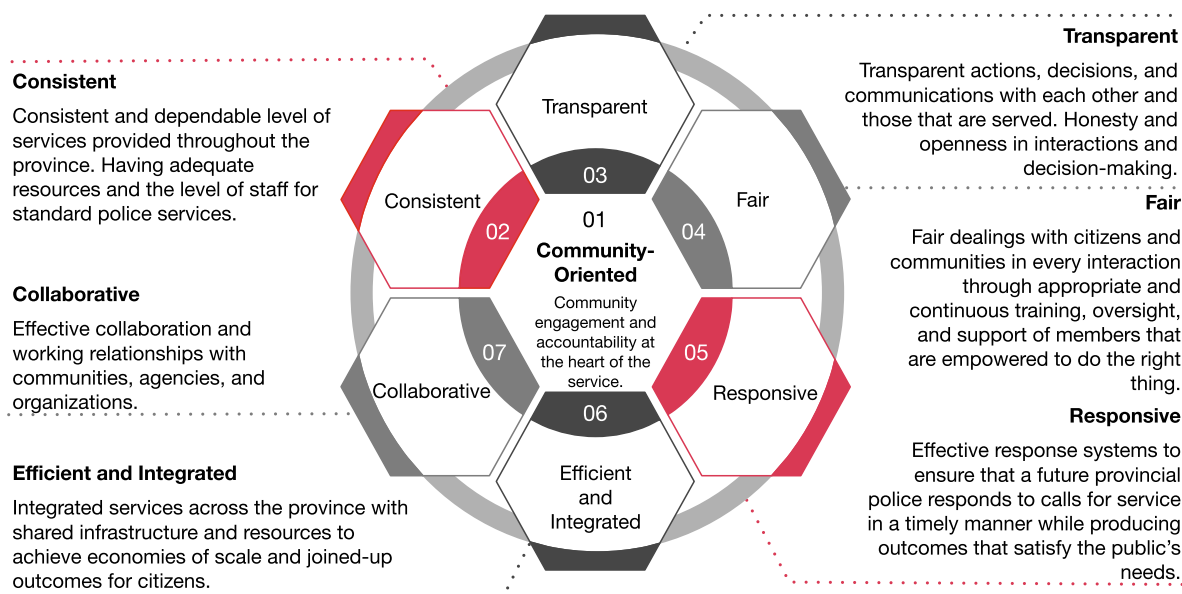 Consistent
Consistent and dependable level of
services provided throughout the
province. Having adequate
resources and the level of staff for
standard police services.
Collaborative
Effective collaboration and
working relationships with
communities, agencies, and
organizations.
Efficient and Integrated
Integrated services across the province with
shared infrastructure and resources to
achieve economies of scale and joined-up
outcomes for citizens.
Transparent
03
Consistent
02
Fair
04
01
Community-
Oriented
Community
engagement and
accountability at
the heart of the
service.
07
Collaborative
05
Responsive
06
Efficient
and
Integrated
Transparent
Transparent actions, decisions, and
communications with each other and
those that are served. Honesty and
openness in interactions and
decision-making.
Fair
Fair dealings with citizens and
communities in every interaction
through appropriate and
continuous training, oversight,
and support of members that
are empowered to do the right
thing.
Responsive
Effective response systems to
ensure that a future provincial
police responds to calls for service
in a timely manner while producing
outcomes that satisfy the public’s
needs.